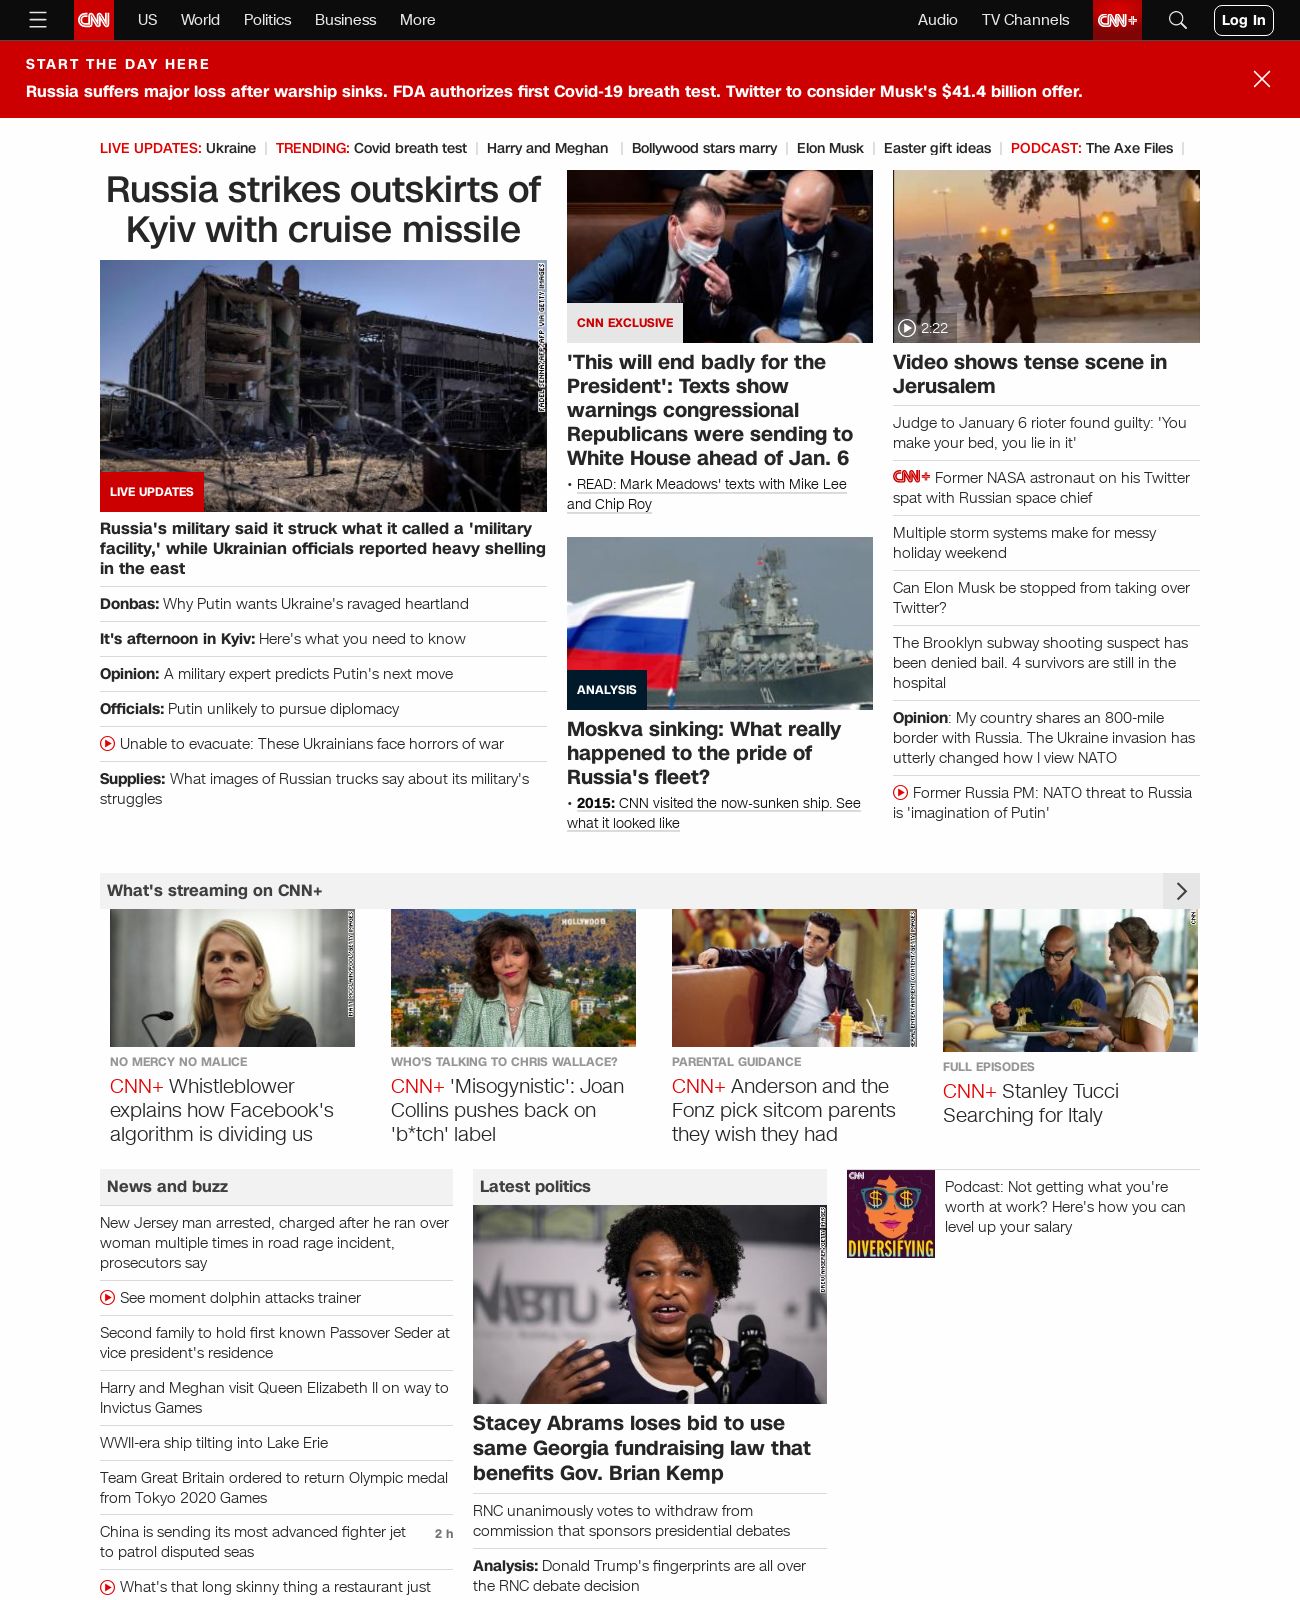 CNN US World Politics Business More Audio TV Channels CNN+ Log In
START THE DAY HERE
Russia suffers major loss after warship sinks. FDA authorizes first Covid-19 breath test. Twitter to consider Musk's $41.4 billion offer.
LIVE UPDATES: Ukraine TRENDING: Covid breath test Harry and Meghan Bollywood stars marry Elon Musk Easter gift ideas PODCAST: The Axe Files
Russia strikes outskirts of
Kyiv with cruise missile
FADEL SENNA/AFP/AFP VIA GETTY IMAGES
LIVE UPDATES
Russia's military said it struck what it called a 'military
facility,' while Ukrainian officials reported heavy shelling
in the east
Donbas: Why Putin wants Ukraine's ravaged heartland
It's afternoon in Kyiv: Here's what you need to know
Opinion: A military expert predicts Putin's next move
Officials: Putin unlikely to pursue diplomacy
Unable to evacuate: These Ukrainians face horrors of war
Supplies: What images of Russian trucks say about its military's
struggles
CNN EXCLUSIVE
'This will end badly for the
President': Texts show
warnings congressional
Republicans were sending to
White House ahead of Jan. 6
• READ: Mark Meadows' texts with Mike Lee
and Chip Roy
121
ANALYSIS
Moskva sinking: What really
happened to the pride of
Russia's fleet?
• 2015: CNN visited the now-sunken ship. See
what it looked like
2:22
Video shows tense scene in
Jerusalem
Judge to January 6 rioter found guilty: 'You
make your bed, you lie in it'
CNN+ Former NASA astronaut on his Twitter
spat with Russian space chief
Multiple storm systems make for messy
holiday weekend
Can Elon Musk be stopped from taking over
Twitter?
The Brooklyn subway shooting suspect has
been denied bail. 4 survivors are still in the
hospital
Opinion: My country shares an 800-mile
border with Russia. The Ukraine invasion has
utterly changed how I view NATO
Former Russia PM: NATO threat to Russia
is 'imagination of Putin'
What's streaming on CNN+
NO MERCY NO MALICE
CNN+ Whistleblower
explains how Facebook's
algorithm is dividing us
HOLLYWOOD
WHO'S TALKING TO CHRIS WALLACE?
CNN+ 'Misogynistic': Joan
Collins pushes back on
'b*tch' label
PARENTAL GUIDANCE
CNN+ Anderson and the
Fonz pick sitcom parents
they wish they had
CNN
FULL EPISODES
CNN+ Stanley Tucci
Searching for Italy
News and buzz
New Jersey man arrested, charged after he ran over
woman multiple times in road rage incident,
prosecutors say
See moment dolphin attacks trainer
Second family to hold first known Passover Seder at
vice president's residence
Harry and Meghan visit Queen Elizabeth II on way to
Invictus Games
WWII-era ship tilting into Lake Erie
Team Great Britain ordered to return Olympic medal
from Tokyo 2020 Games
China is sending its most advanced fighter jet 2 h
to patrol disputed seas
What's that long skinny thing a restaurant just
Latest politics
NABTU
DREW ANGERER/GETTY IMAGES
Stacey Abrams loses bid to use
same Georgia fundraising law that
benefits Gov. Brian Kemp
RNC unanimously votes to withdraw from
commission that sponsors presidential debates
Analysis: Donald Trump's fingerprints are all over
the RNC debate decision
CNN
DIVERSIFYING
Podcast: Not getting what you're
worth at work? Here's how you can
level up your salary